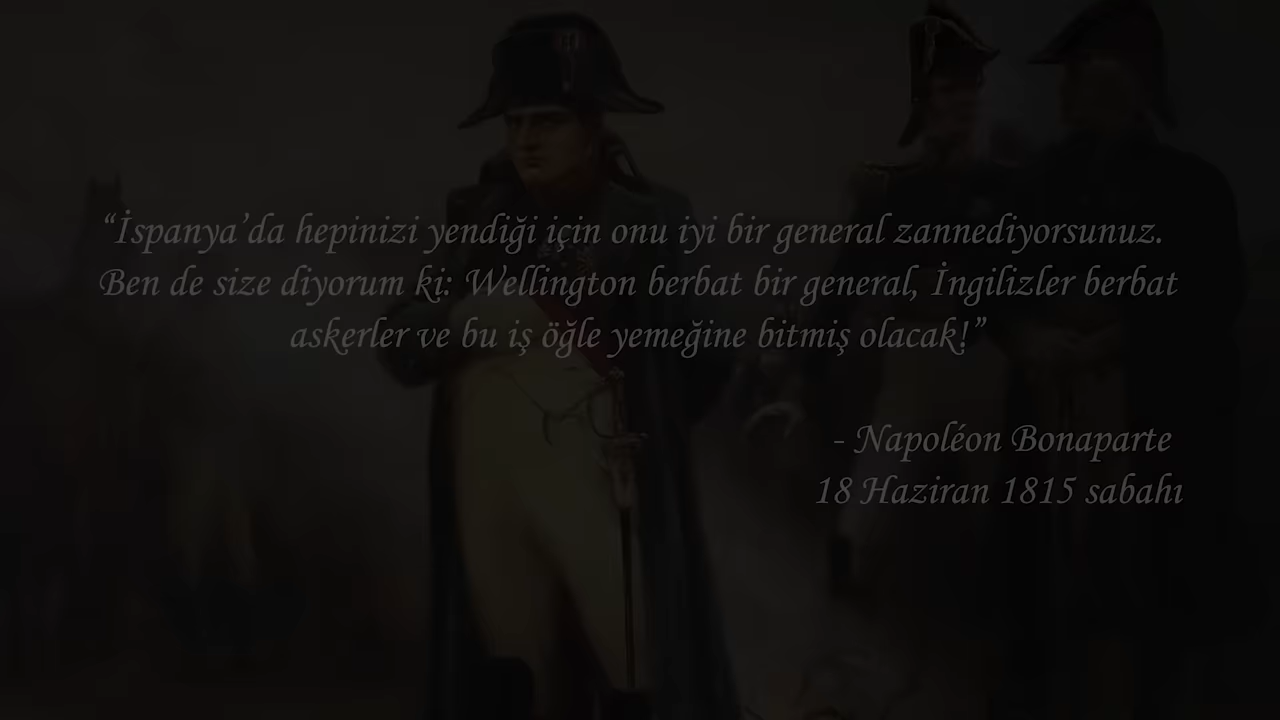 “İspanya’da hepinizi yendiği için onu iyi bir general zannediyorsunuz.
Ben de size diyorum ki: Wellington berbat bir general, İngilizler berbat
askerler ve bu iş öğle yemeğine bitmiş olacak!”
- Napoléon Bonaparte
18 Haziran 1815 sabahı